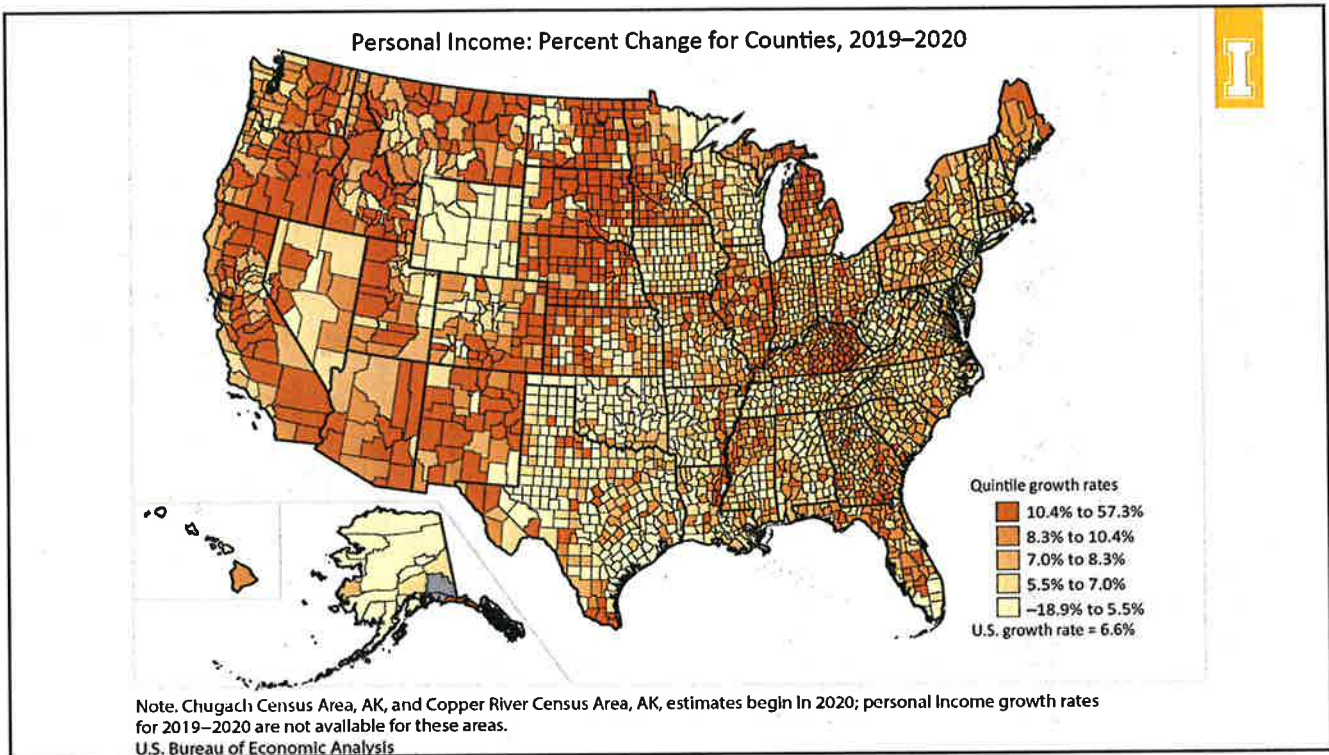 Personal Income: Percent Change for Counties, 2019–2020
I
Quintile growth rates
10.4% to 57.3%
8.3% to 10.4%
7.0% to 8.3%
5.5% to 7.0%
–18.9% to 5.5%
U.S. growth rate = 6.6%
Note. Chugach Census Area, AK, and Copper River Census Area, AK, estimates begin in 2020; personal income growth rates
for 2019–2020 are not available for these areas.
U.S. Bureau of Economic Analysis